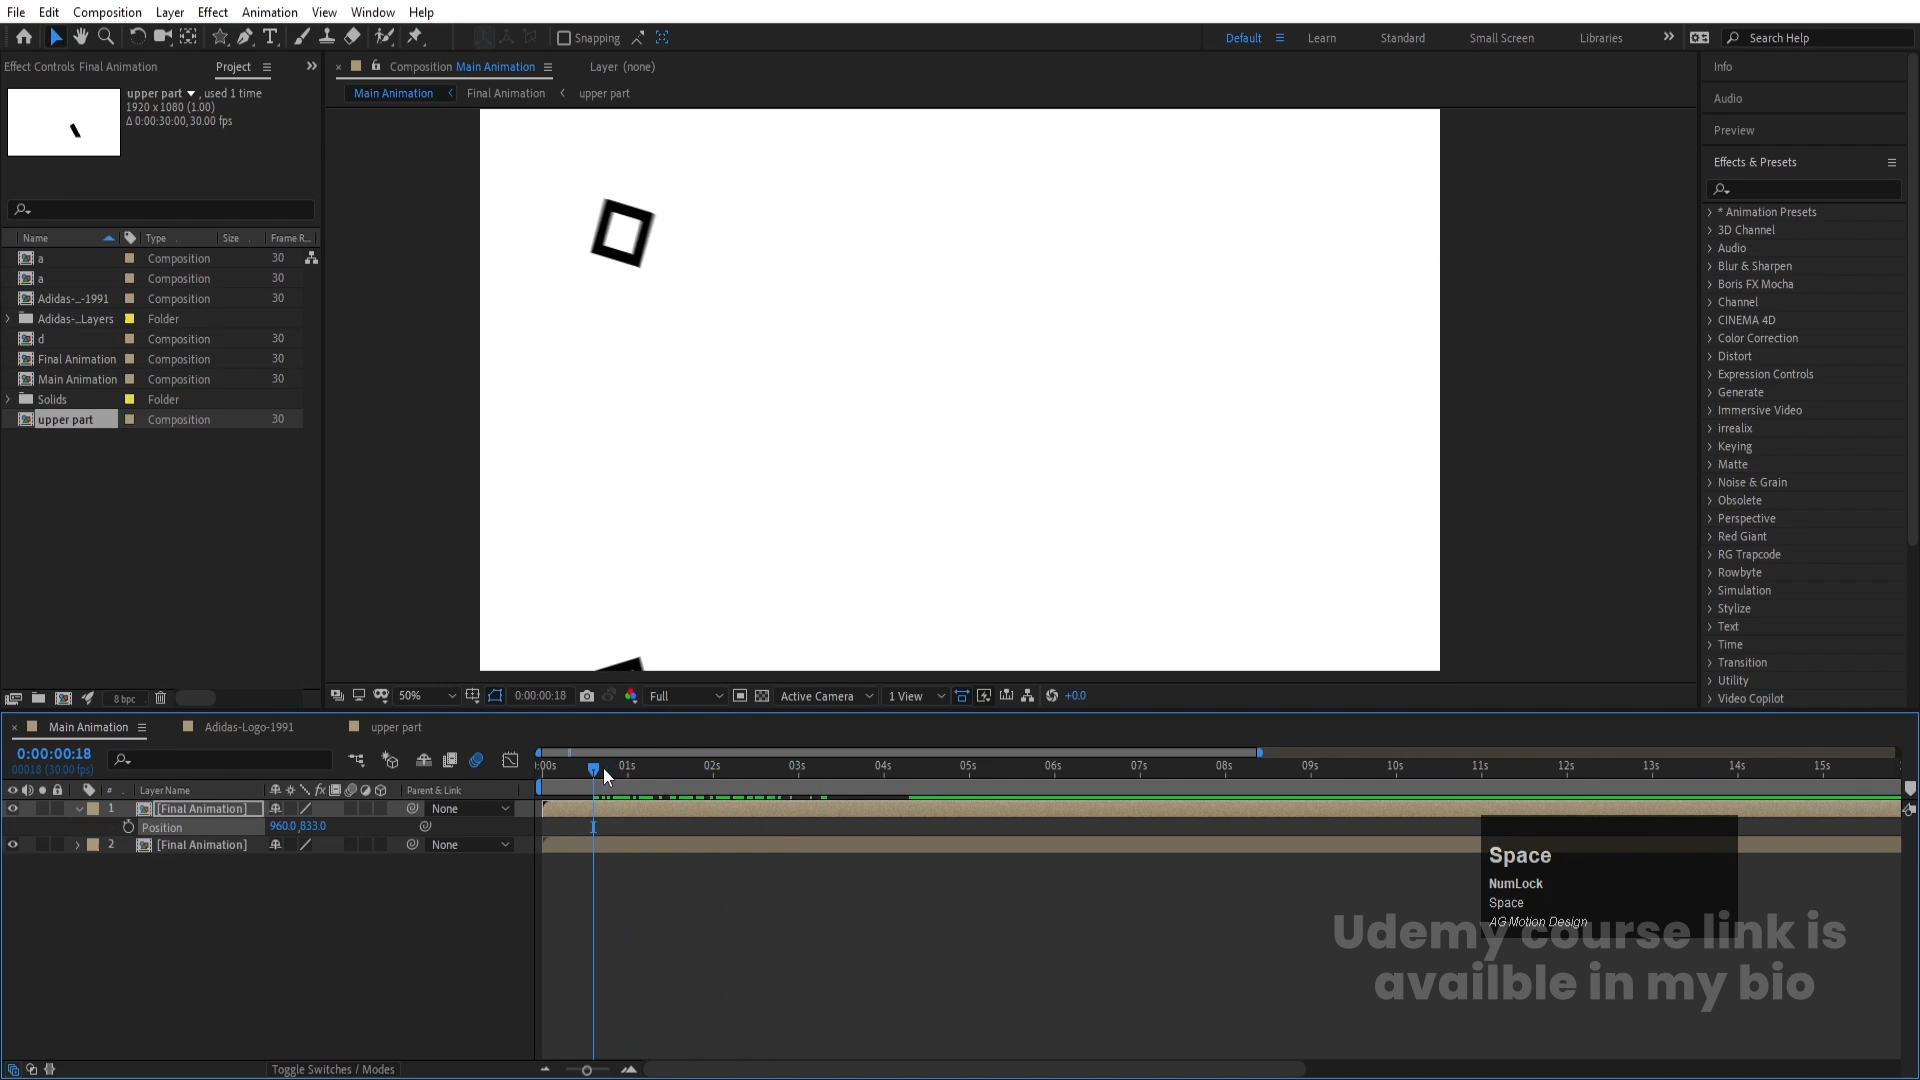 File Edit Composition Layer Effect Animation View Window Help
Snapping Default Learn Standard Small Screen Libraries Search Help
Effect Controls Final Animation Project Composition Main Animation Layer (none)
Main Animation Final Animation upper part
upper part , used 1 time
1920 x 1080 (1.00)
Δ 0:00:30:00, 30.00 fps
Name Type Size Frame R...
a Composition 30
a Composition 30
Adidas-_-1991 Composition 30
Adidas-_Layers Folder
d Composition 30
Final Animation Composition 30
Main Animation Composition 30
Solids Folder
upper part Composition 30
8 bpc
50% 0:00:00:18 Full Active Camera 1 View +0.0
Info
Audio
Preview
Effects & Presets
* Animation Presets
3D Channel
Audio
Blur & Sharpen
Boris FX Mocha
Channel
CINEMA 4D
Color Correction
Distort
Expression Controls
Generate
Immersive Video
irrealix
Keying
Matte
Noise & Grain
Obsolete
Perspective
Red Giant
RG Trapcode
Rowbyte
Simulation
Stylize
Text
Time
Transition
Utility
Video Copilot
Main Animation Adidas-Logo-1991 upper part
0:00:00:18
00018 (30.00 fps)
:00s 01s 02s 03s 04s 05s 06s 07s 08s 09s 10s 11s 12s 13s 14s 15s
# Layer Name fx Parent & Link
1 [Final Animation] None
Position 960.0,833.0
2 [Final Animation] None
Space
NumLock
Space
AG Motion Design
Udemy course link is
availble in my bio
Toggle Switches / Modes